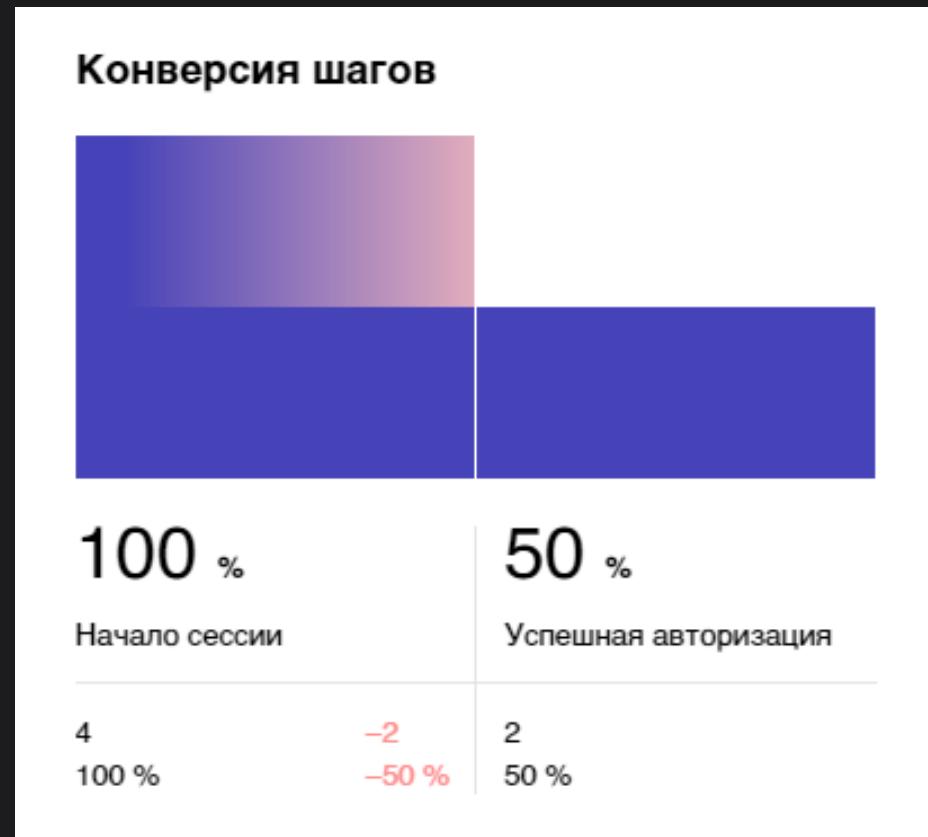 Конверсия шагов
100 % 50 %
Начало сессии Успешная авторизация
4 –2 2
100 % –50 % 50 %